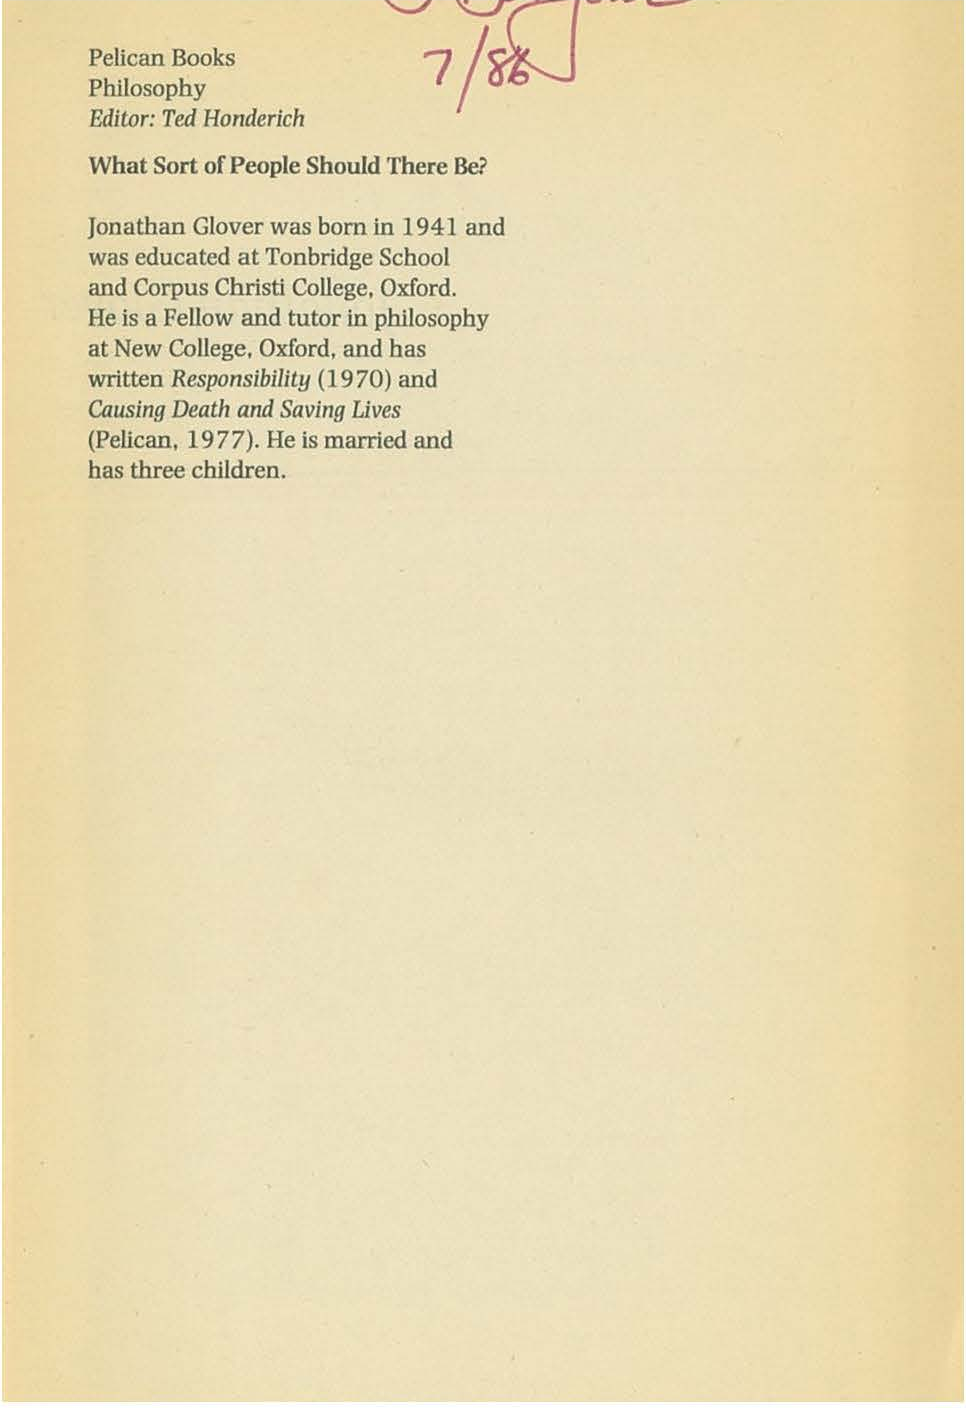 7/86
Pelican Books
Philosophy
Editor: Ted Honderich
What Sort of People Should There Be?
Jonathan Glover was born in 1941 and
was educated at Tonbridge School
and Corpus Christi College, Oxford.
He is a Fellow and tutor in philosophy
at New College, Oxford, and has
written Responsibility (1970) and
Causing Death and Saving Lives
(Pelican, 1977). He is married and
has three children.